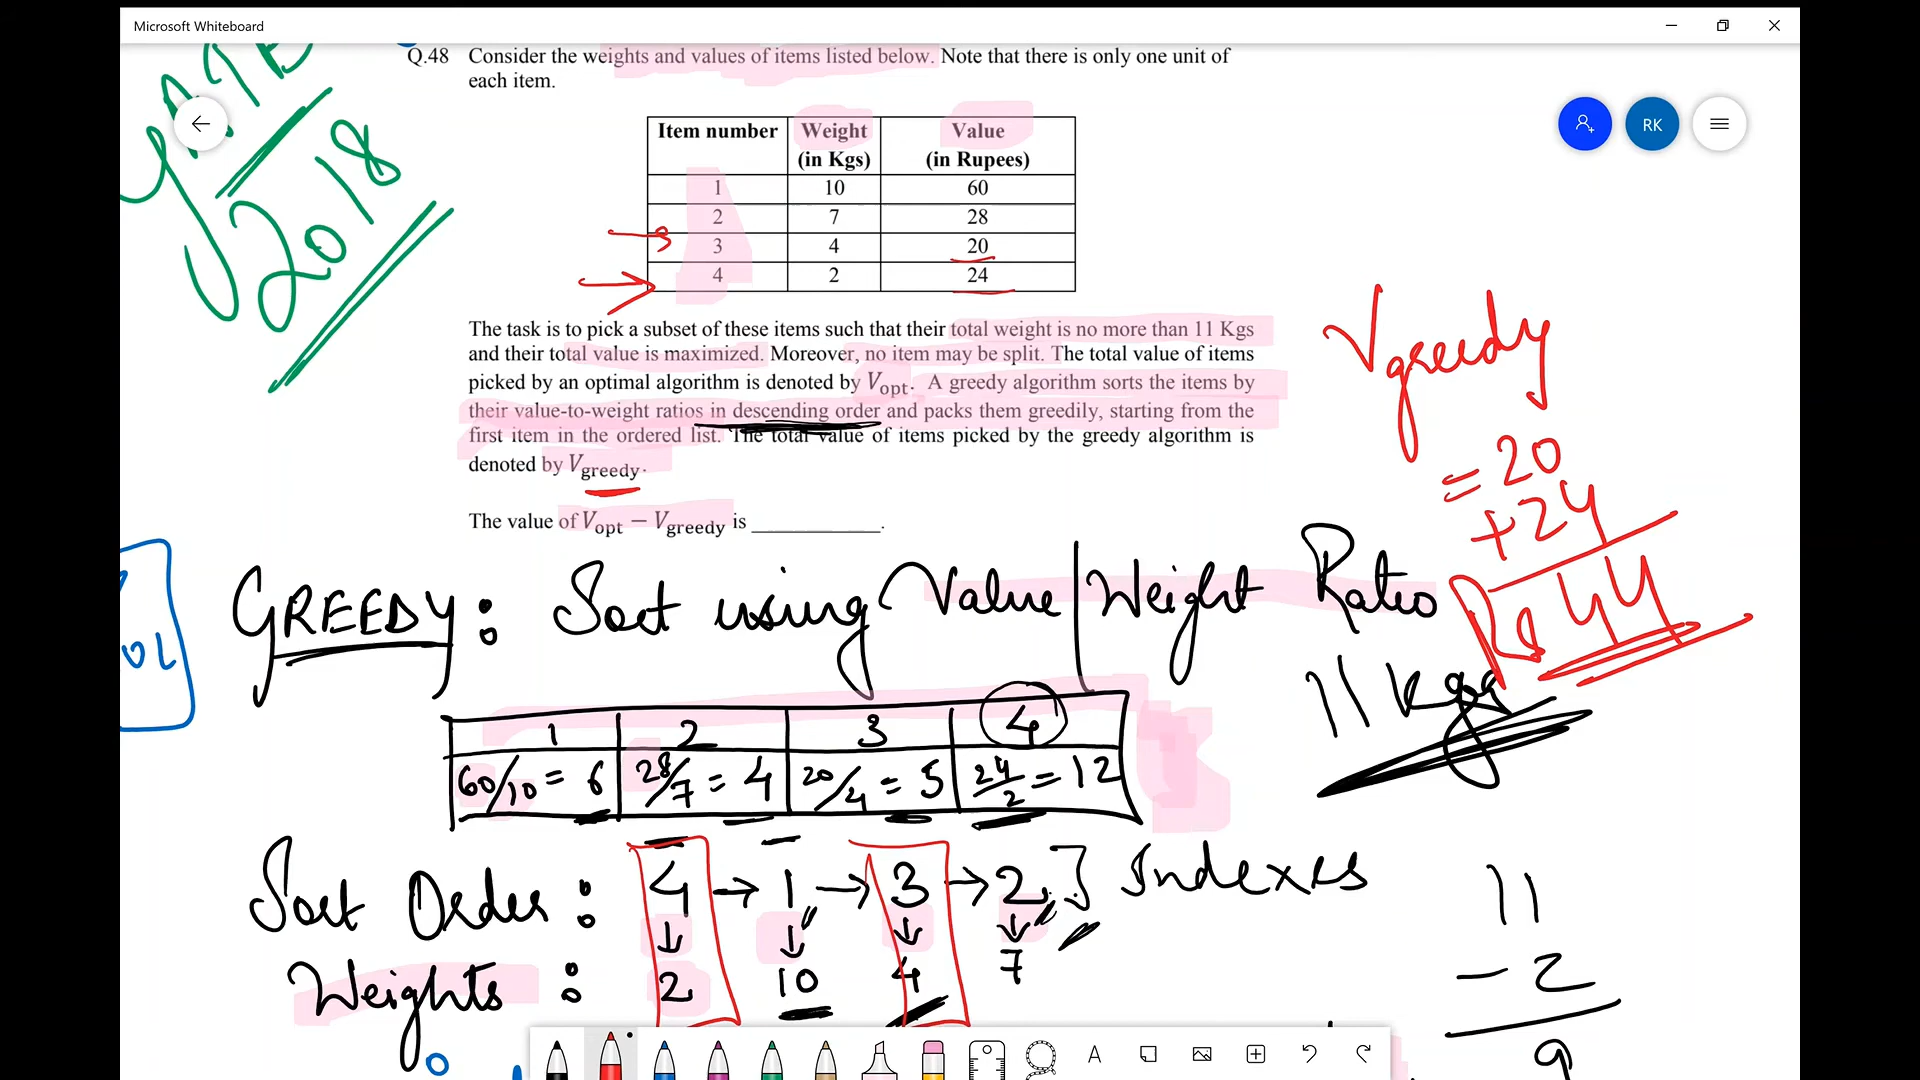 Microsoft Whiteboard
GATE
2018
Q.48 Consider the weights and values of items listed below. Note that there is only one unit of
each item.
RK
Item number Weight (in Kgs) Value (in Rupees)
1 10 60
2 7 28
3 4 20
4 2 24
The task is to pick a subset of these items such that their total weight is no more than 11 Kgs
and their total value is maximized. Moreover, no item may be split. The total value of items
picked by an optimal algorithm is denoted by Vopt. A greedy algorithm sorts the items by
their value-to-weight ratios in descending order and packs them greedily, starting from the
first item in the ordered list. The total value of items picked by the greedy algorithm is
denoted by Vgreedy.
The value of Vopt − Vgreedy is ____________.
Vgreedy
= 20
+ 24
Rs 44
GREEDY : Sort using Value/Weight Ratio
11 kgs
1 2 3 4
60/10 = 6 28/7 = 4 20/4 = 5 24/2 = 12
Sort Order : 4 → 1 → 3 → 2 } Indexes
↓ ↓ ↓ ↓
Weights : 2 10 4 7
11
- 2
9
A